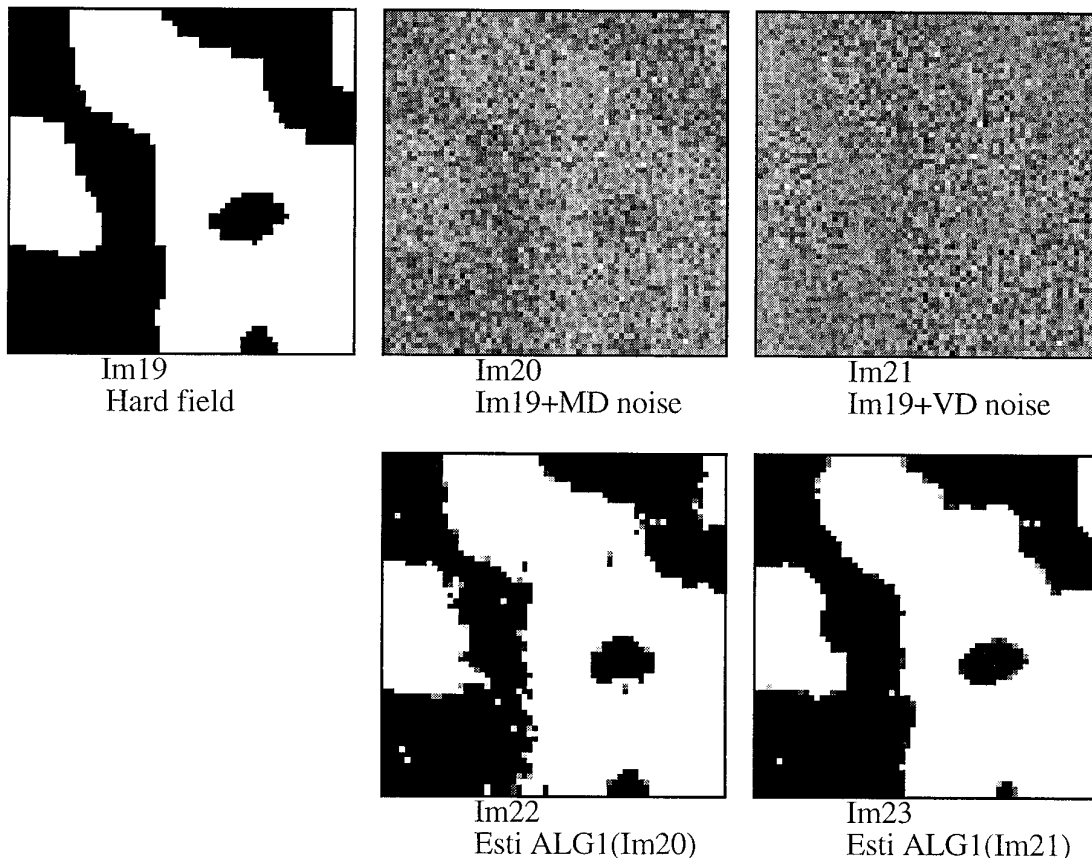 Im19
Hard field
Im20
Im19+MD noise
Im21
Im19+VD noise
Im22
Esti ALG1(Im20)
Im23
Esti ALG1(Im21)